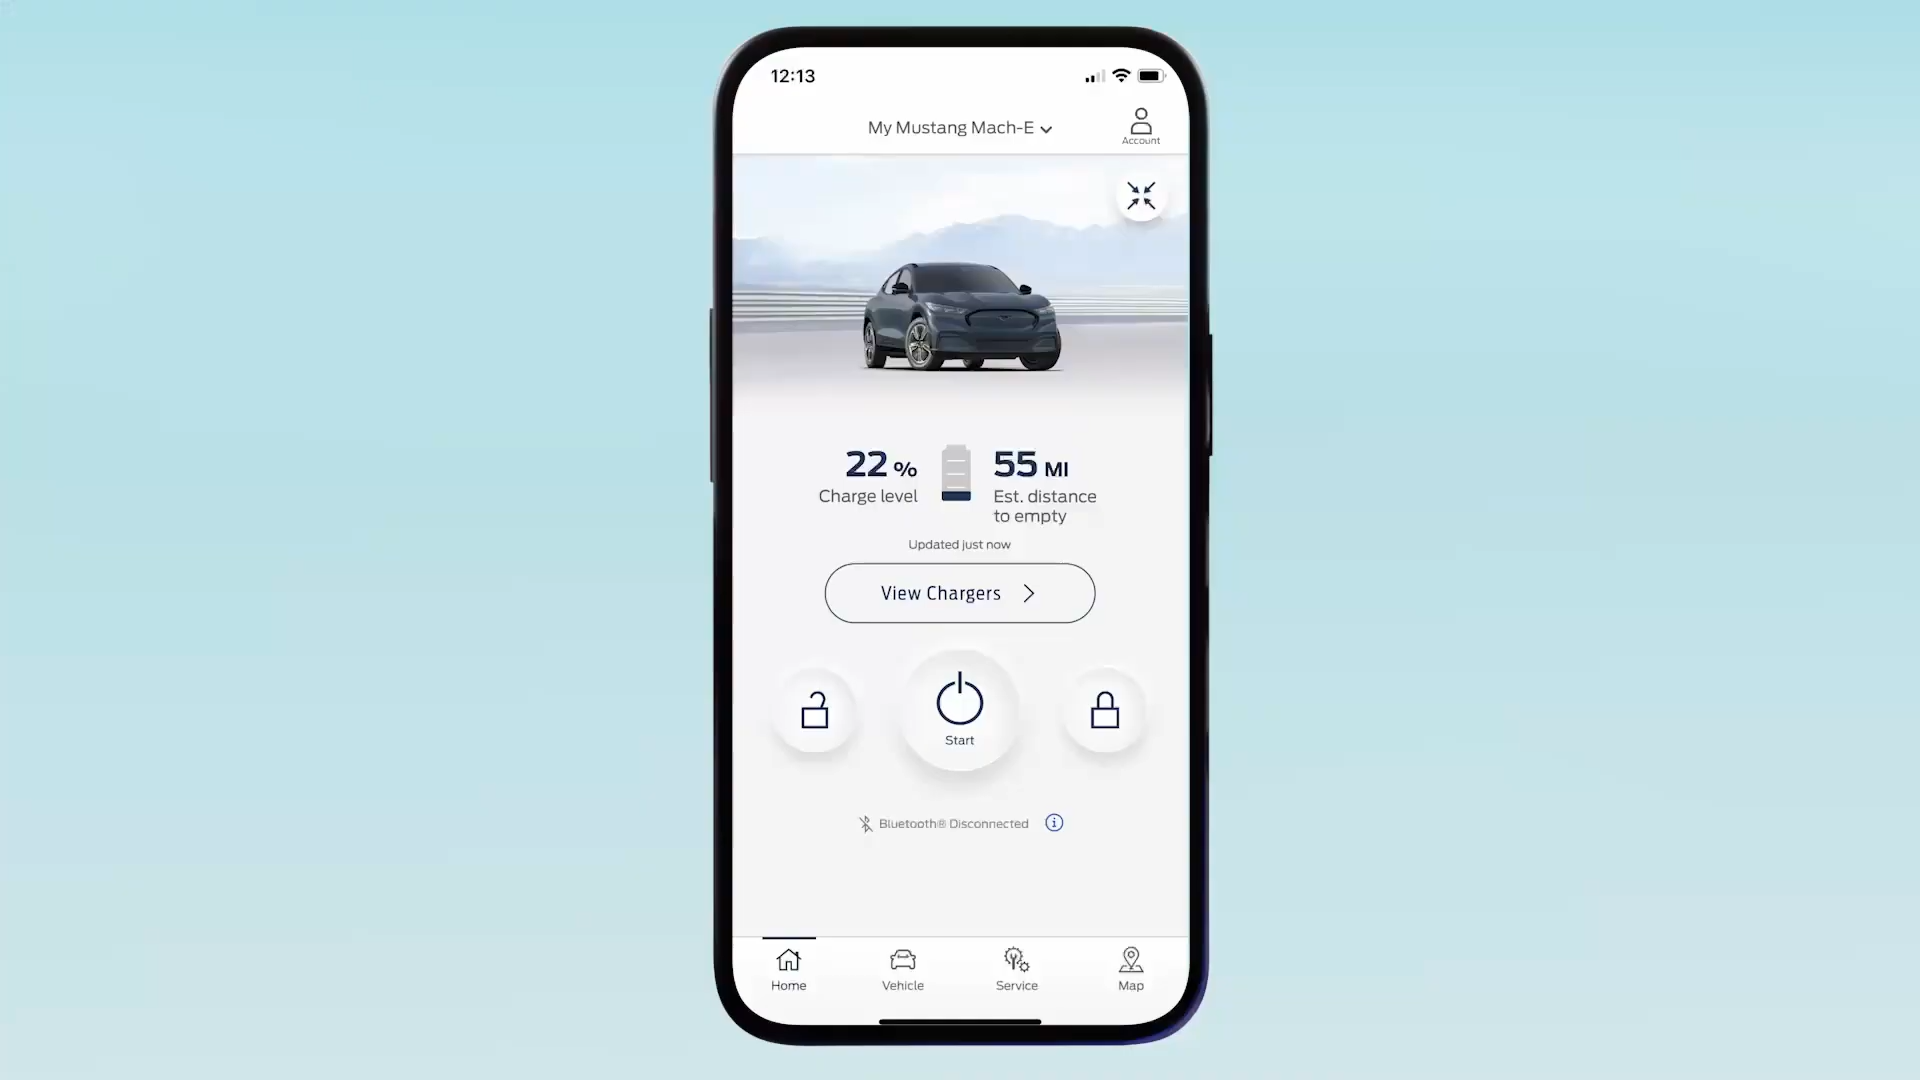 12:13
My Mustang Mach-E
Account
22 %
Charge level
55 MI
Est. distance
to empty
Updated just now
View Chargers
Start
Bluetooth® Disconnected
Home
Vehicle
Service
Map